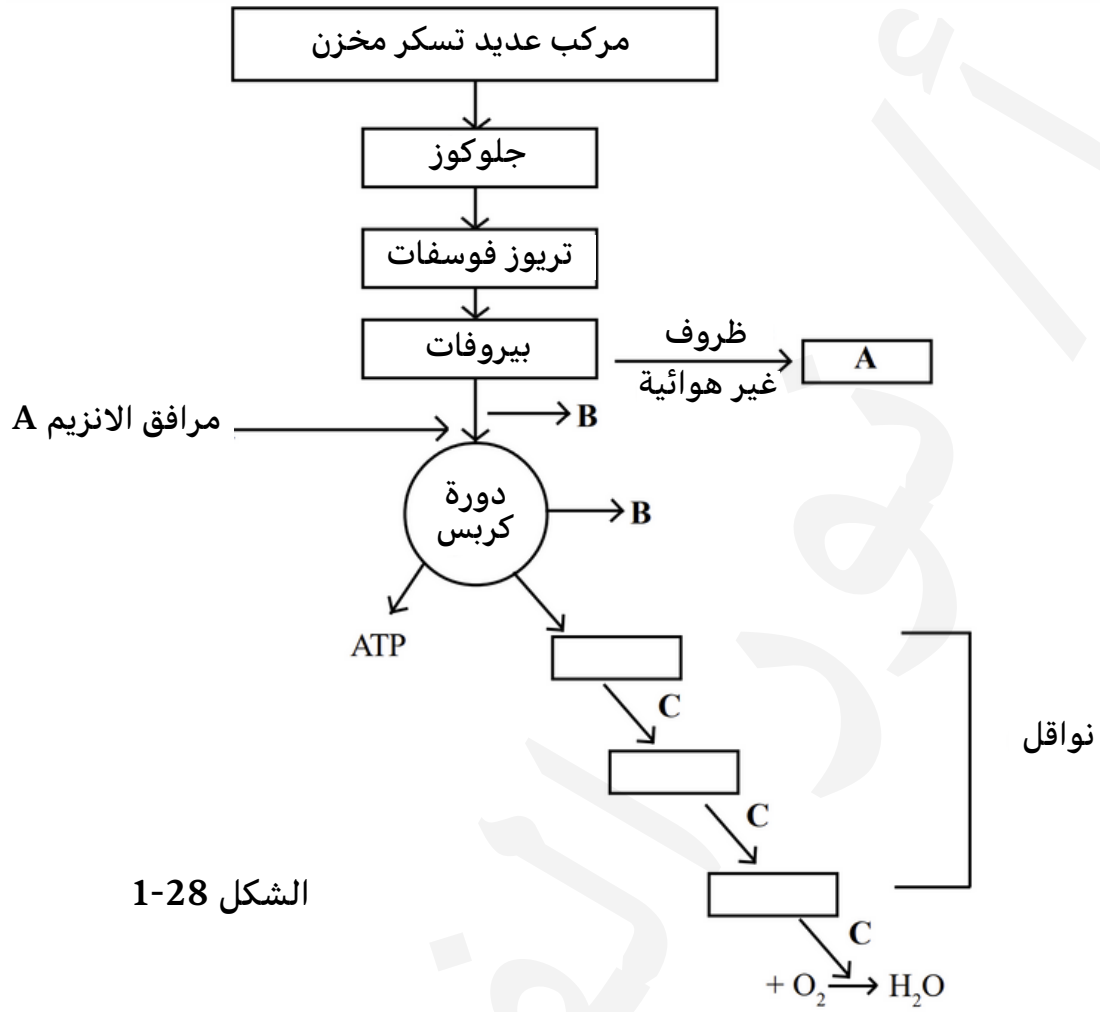 مركب عديد تسكر مخزن
جلوكوز
تريوز فوسفات
بيروفات
ظروف
غير هوائية
A
مرافق الانزيم A
B
دورة
كربس
B
ATP
C
نواقل
C
الشكل 28-1
C
+ O₂ → H₂O